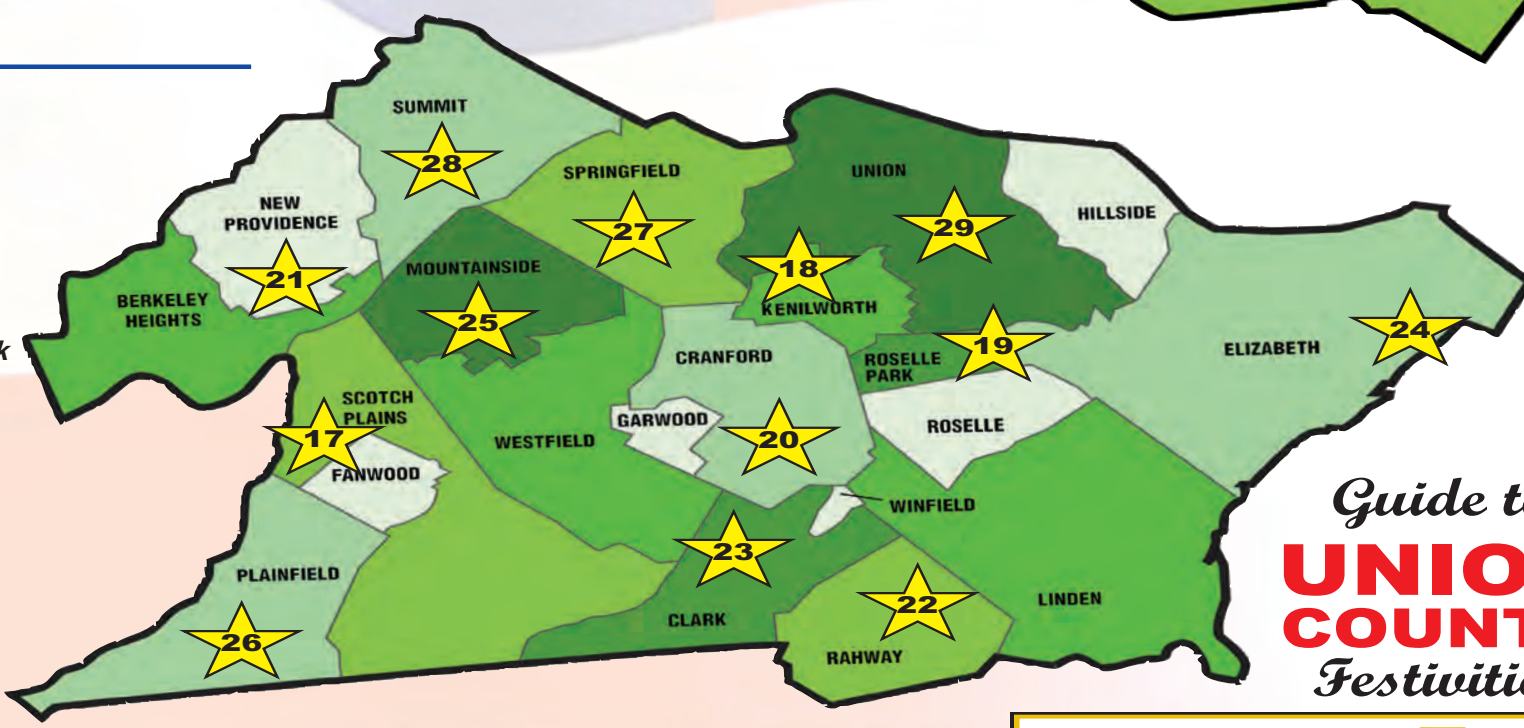 SUMMIT
28
SPRINGFIELD
27
UNION
29
HILLSIDE
NEW
PROVIDENCE
21
MOUNTAINSIDE
25
18
KENILWORTH
BERKELEY
HEIGHTS
k
CRANFORD
ROSELLE
PARK
19
ELIZABETH
24
SCOTCH
PLAINS
17
FANWOOD
WESTFIELD
GARWOOD
20
ROSELLE
WINFIELD
23
CLARK
PLAINFIELD
26
22
RAHWAY
LINDEN
Guide t
UNIO
COUNT
Festiviti